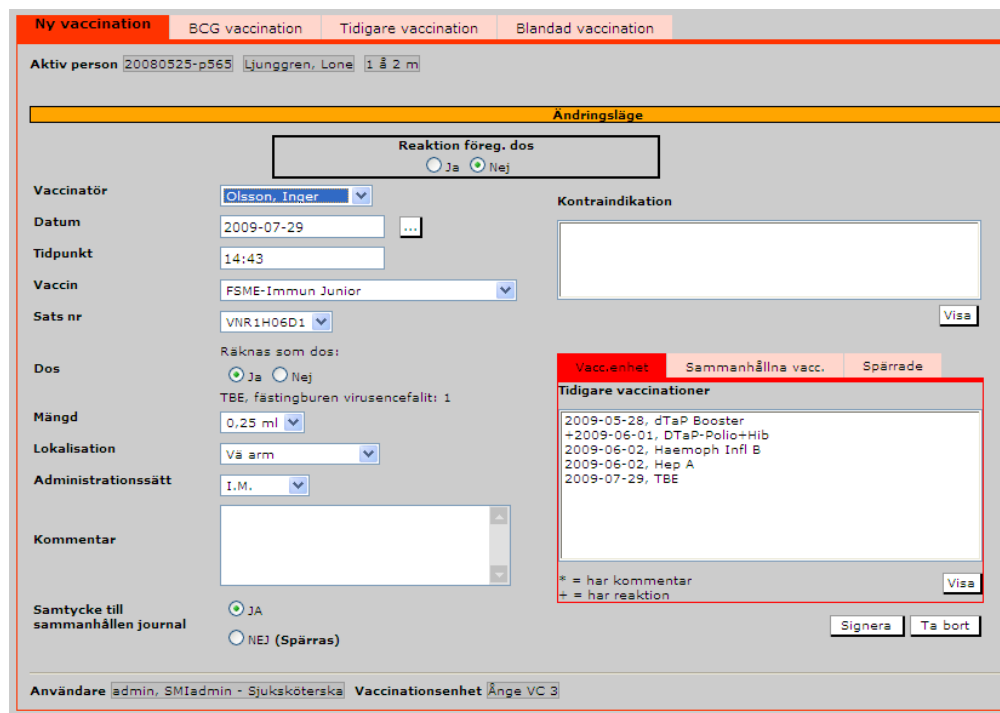 Ny vaccination BCG vaccination Tidigare vaccination Blandad vaccination
Aktiv person 20080525-p565 Ljunggren, Lone 1 å 2 m
Ändringsläge
Reaktion föreg. dos
Ja Nej
Vaccinatör Olsson, Inger
Datum 2009-07-29 ...
Tidpunkt 14:43
Vaccin FSME-Immun Junior
Sats nr VNR1H06D1
Dos Räknas som dos:
Ja Nej
TBE, fästingburen virusencefalit: 1
Mängd 0,25 ml
Lokalisation Vä arm
Administrationssätt I.M.
Kommentar
Samtycke till
sammanhållen journal
JA
NEJ (Spärras)
Kontraindikation
Visa
Vacc.enhet Sammanhållna vacc. Spärrade
Tidigare vaccinationer
2009-05-28, dTaP Booster
+2009-06-01, DTaP-Polio+Hib
2009-06-02, Haemoph Infl B
2009-06-02, Hep A
2009-07-29, TBE
* = har kommentar
+ = har reaktion
Visa
Signera Ta bort
Användare admin, SMIadmin - Sjuksköterska Vaccinationsenhet Ånge VC 3